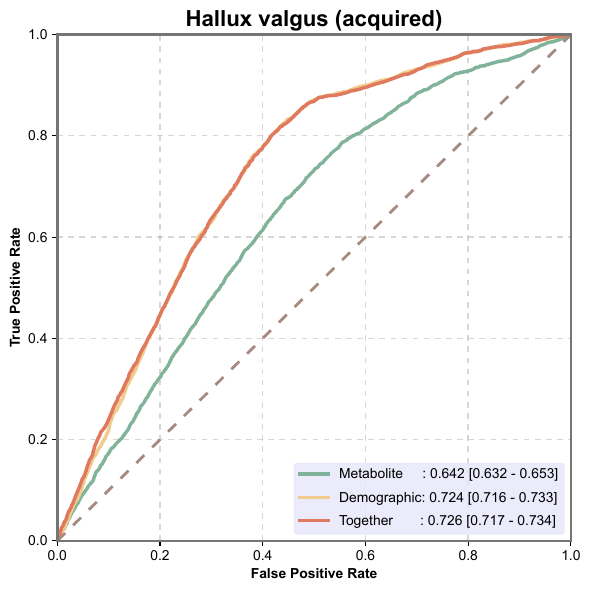 Hallux valgus (acquired)
True Positive Rate
1.0
0.8
0.6
0.4
0.2
0.0
Metabolite : 0.642 [0.632 - 0.653]
Demographic: 0.724 [0.716 - 0.733]
Together : 0.726 [0.717 - 0.734]
0.0 0.2 0.4 0.6 0.8 1.0
False Positive Rate